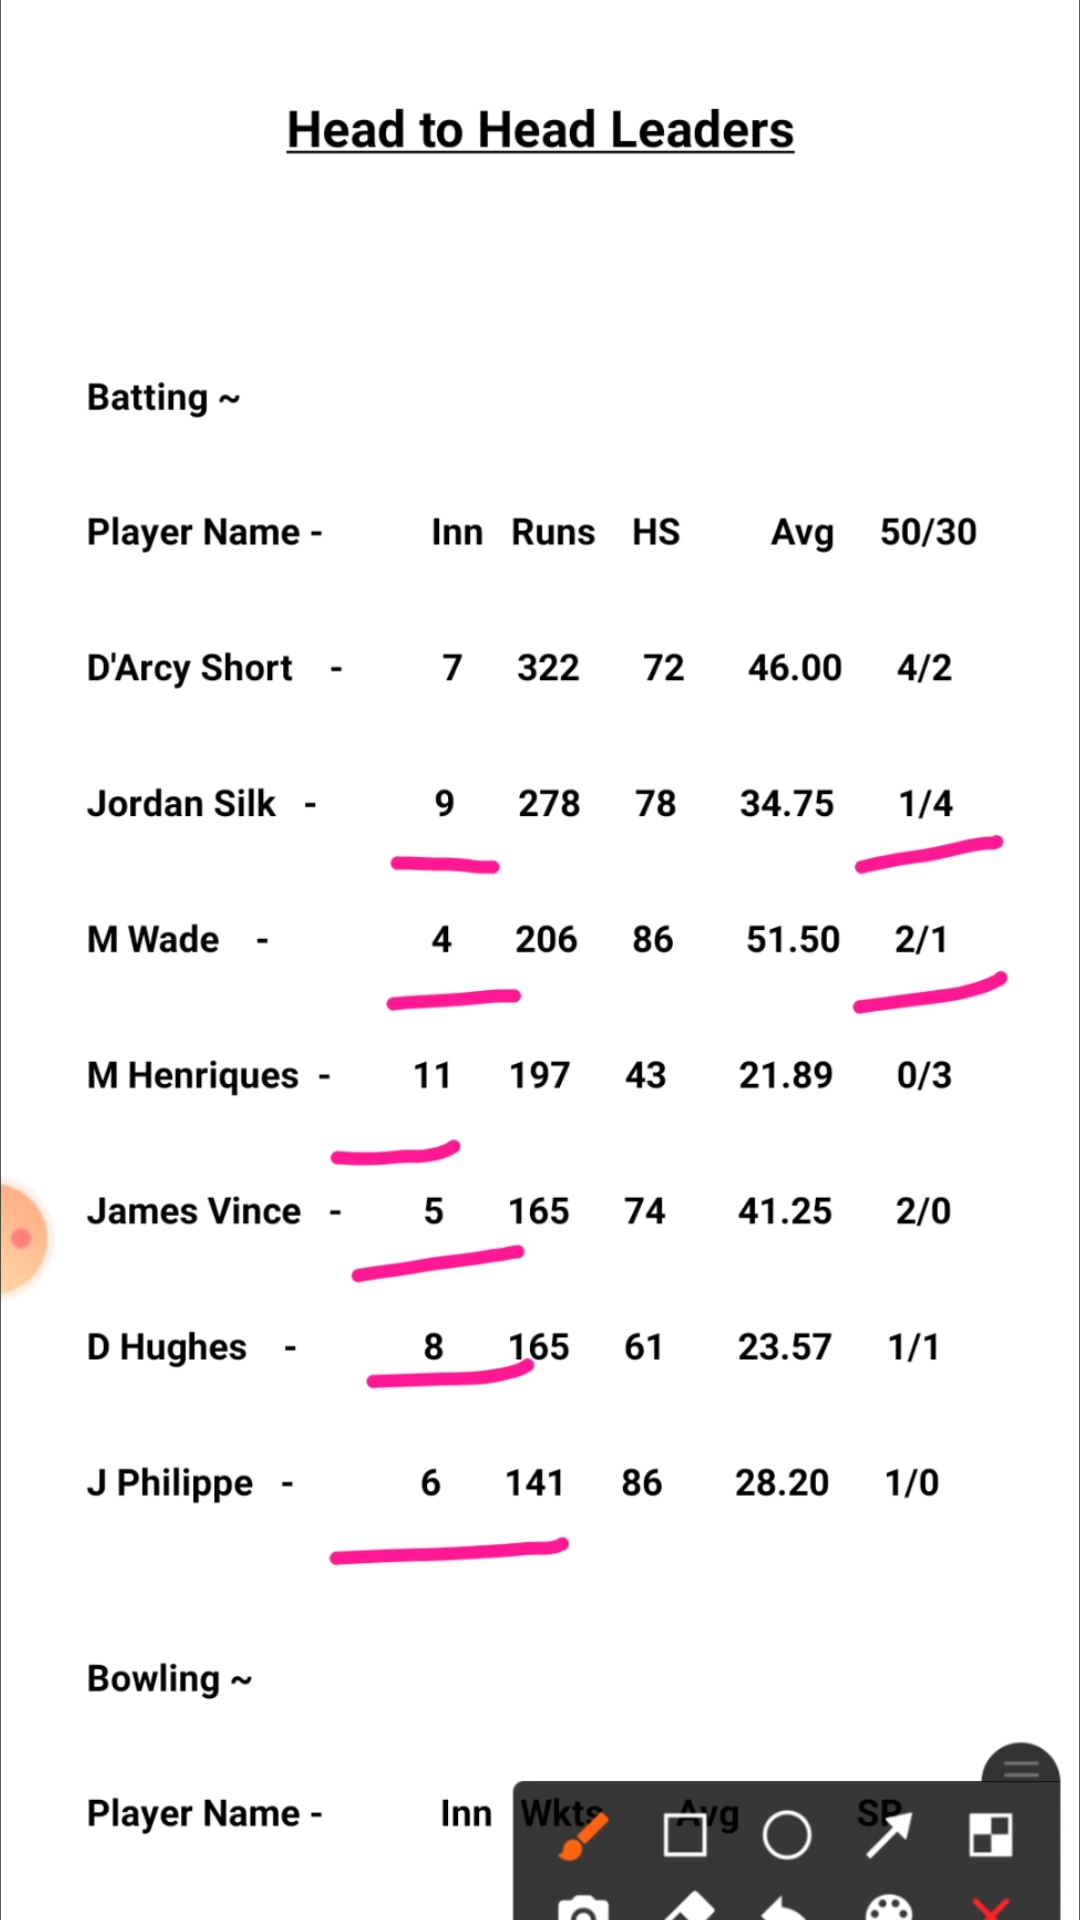 Head to Head Leaders
Batting ~
Player Name - Inn Runs HS Avg 50/30
D'Arcy Short - 7 322 72 46.00 4/2
Jordan Silk - 9 278 78 34.75 1/4
M Wade - 4 206 86 51.50 2/1
M Henriques - 11 197 43 21.89 0/3
James Vince - 5 165 74 41.25 2/0
D Hughes - 8 165 61 23.57 1/1
J Philippe - 6 141 86 28.20 1/0
Bowling ~
Player Name - Inn Wkts Avg SR